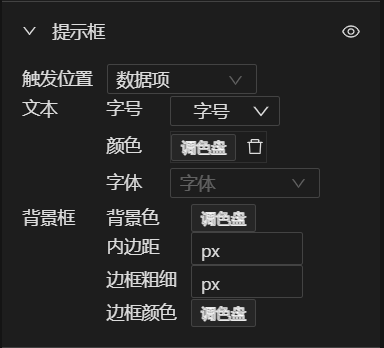 提示框
触发位置 数据项
文本 字号 字号
颜色 调色盘
字体 字体
背景框 背景色 调色盘
内边距 px
边框粗细 px
边框颜色 调色盘